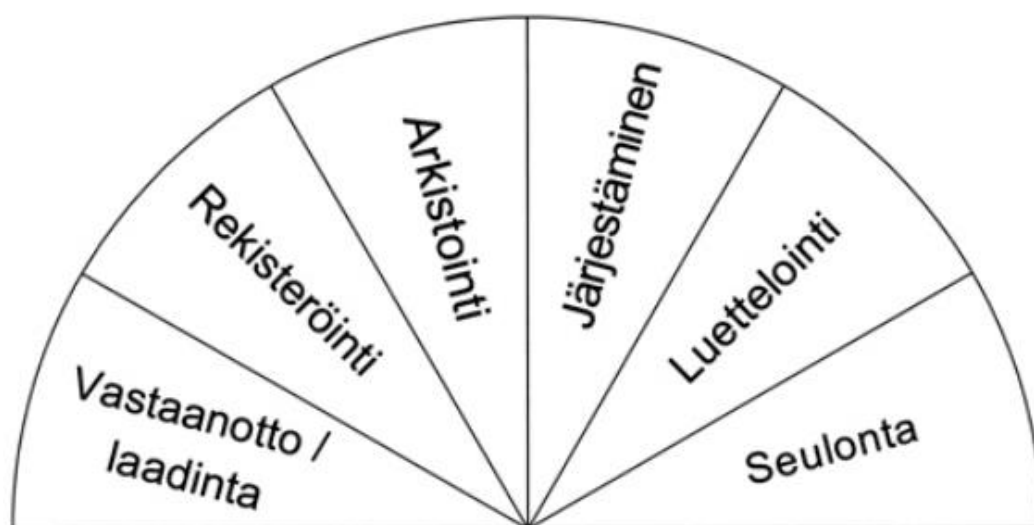 Vastaanotto /
laadinta
Rekisteröinti
Arkistointi
Järjestäminen
Luettelointi
Seulonta